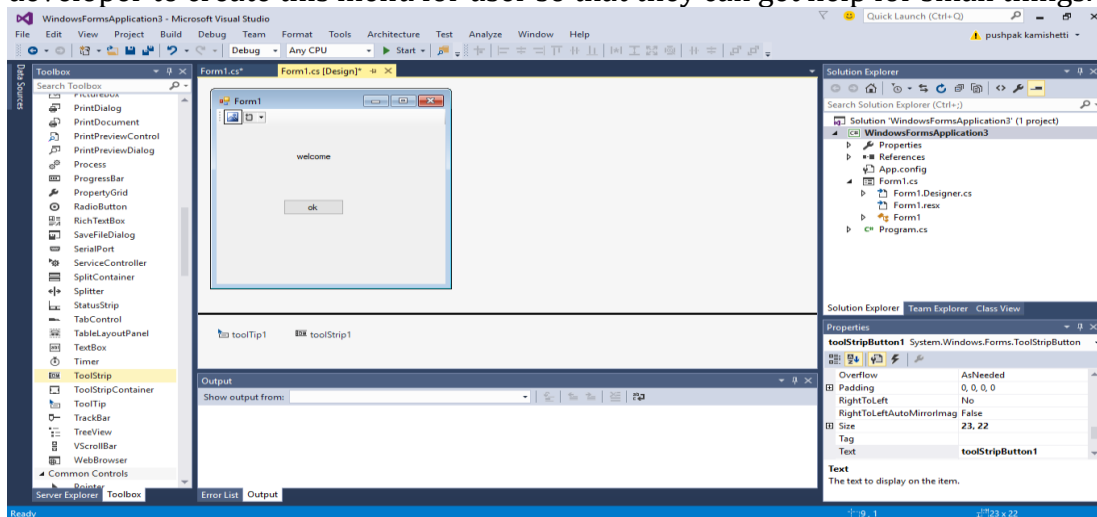 developer to create this menu for user so that they can get help for small things.
WindowsFormsApplication3 - Microsoft Visual Studio
Quick Launch (Ctrl+Q)
File Edit View Project Build Debug Team Format Tools Architecture Test Analyze Window Help
pushpak kamishetti
Debug Any CPU Start
Data Sources
Toolbox
Search Toolbox
PictureBox
PrintDialog
PrintDocument
PrintPreviewControl
PrintPreviewDialog
Process
ProgressBar
PropertyGrid
RadioButton
RichTextBox
SaveFileDialog
SerialPort
ServiceController
SplitContainer
Splitter
StatusStrip
TabControl
TableLayoutPanel
TextBox
Timer
ToolStrip
ToolStripContainer
ToolTip
TrackBar
TreeView
VScrollBar
WebBrowser
Common Controls
Pointer
Server Explorer Toolbox
Form1.cs* Form1.cs [Design]*
Form1
welcome
ok
toolTip1 toolStrip1
Output
Show output from:
Error List Output
Solution Explorer
Search Solution Explorer (Ctrl+;)
Solution 'WindowsFormsApplication3' (1 project)
WindowsFormsApplication3
Properties
References
App.config
Form1.cs
Form1.Designer.cs
Form1.resx
Form1
Program.cs
Solution Explorer Team Explorer Class View
Properties
toolStripButton1 System.Windows.Forms.ToolStripButton
Overflow AsNeeded
Padding 0, 0, 0, 0
RightToLeft No
RightToLeftAutoMirrorImag False
Size 23, 22
Tag
Text toolStripButton1
Text
The text to display on the item.
Ready
9 , 1
23 x 22